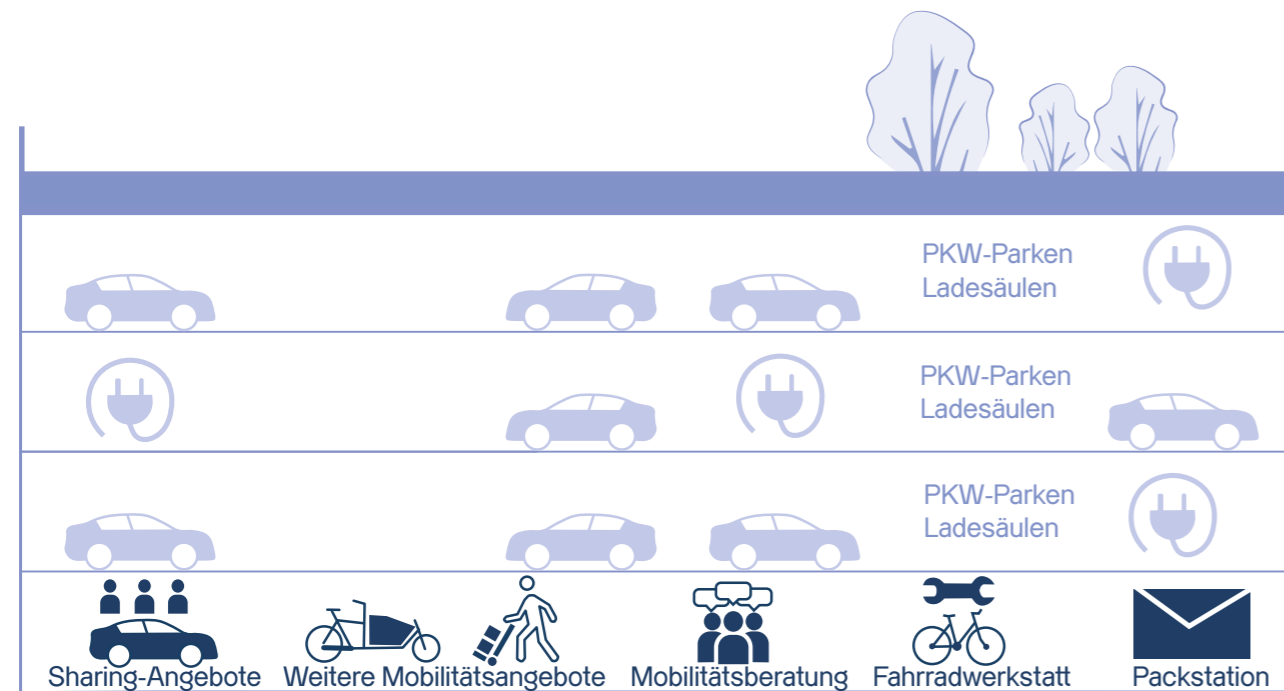 PKW-Parken
Ladesäulen
PKW-Parken
Ladesäulen
PKW-Parken
Ladesäulen
Sharing-Angebote Weitere Mobilitätsangebote Mobilitätsberatung Fahrradwerkstatt Packstation